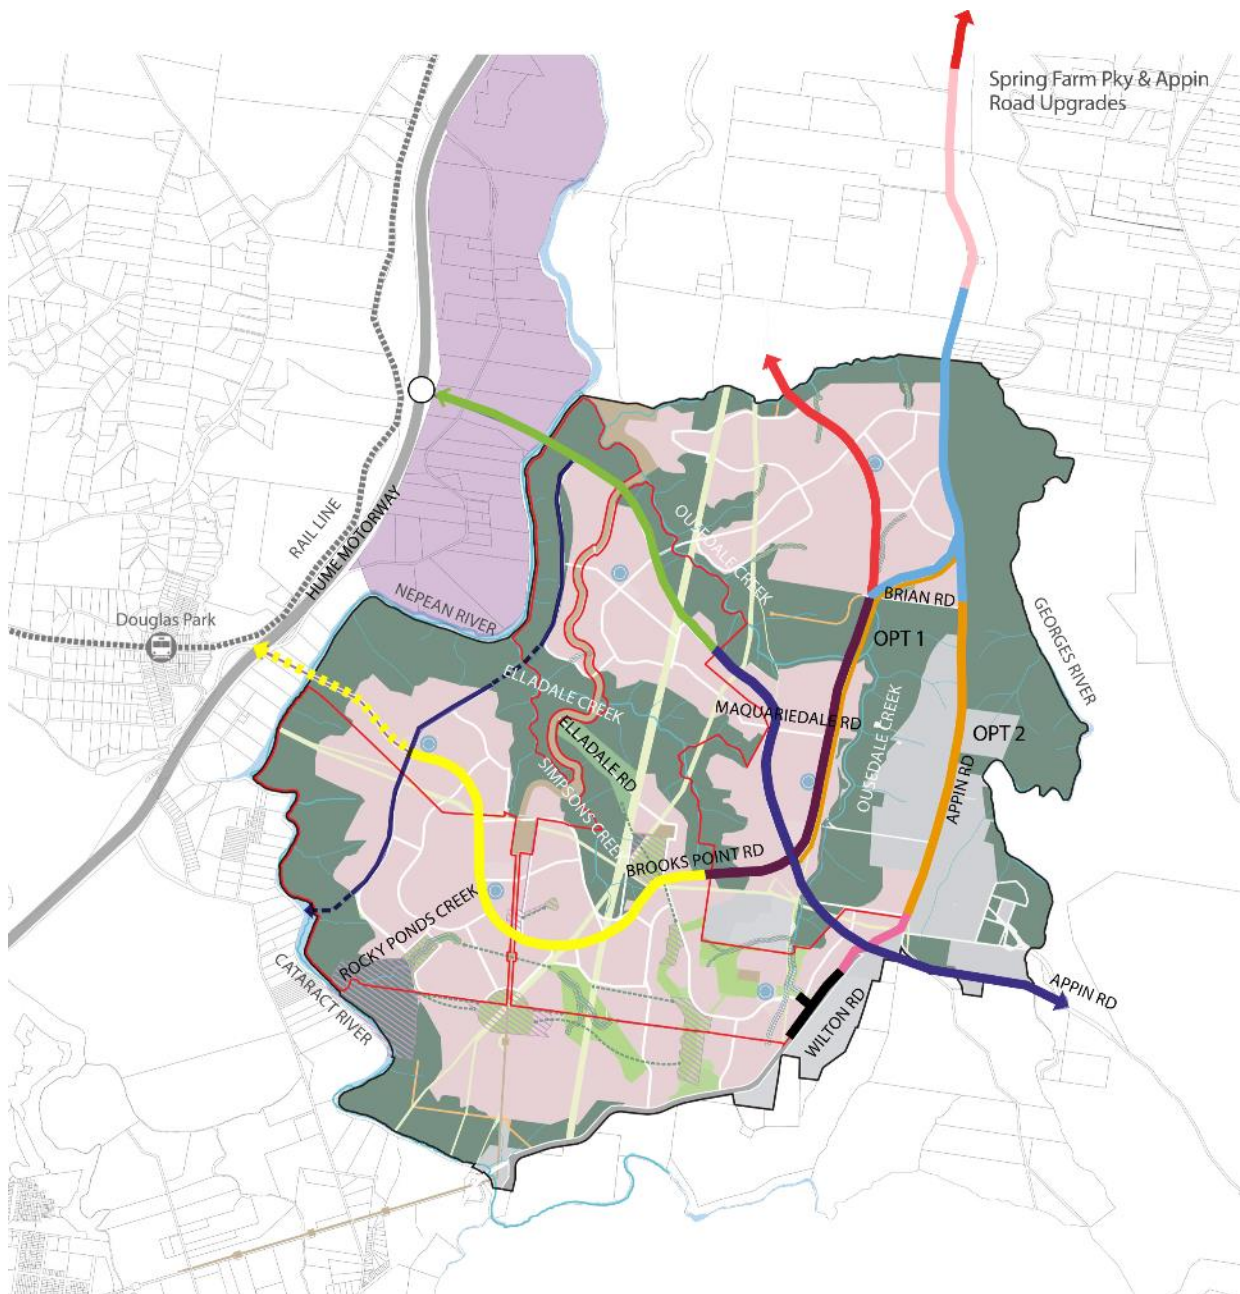 Spring Farm Pky & Appin
Road Upgrades
RAIL LINE
HUME MOTORWAY
OUSEDALE CREEK
BRIAN RD
NEPEAN RIVER
Douglas Park
OPT 1
GEORGES RIVER
ELLADALE CREEK
MAQUARIEDALE RD
OUSEDALE CREEK
OPT 2
ELLADALE RD
SIMPSONS CREEK
APPIN RD
BROOKS POINT RD
ROCKY PONDS CREEK
CATARACT RIVER
WILTON RD
APPIN RD